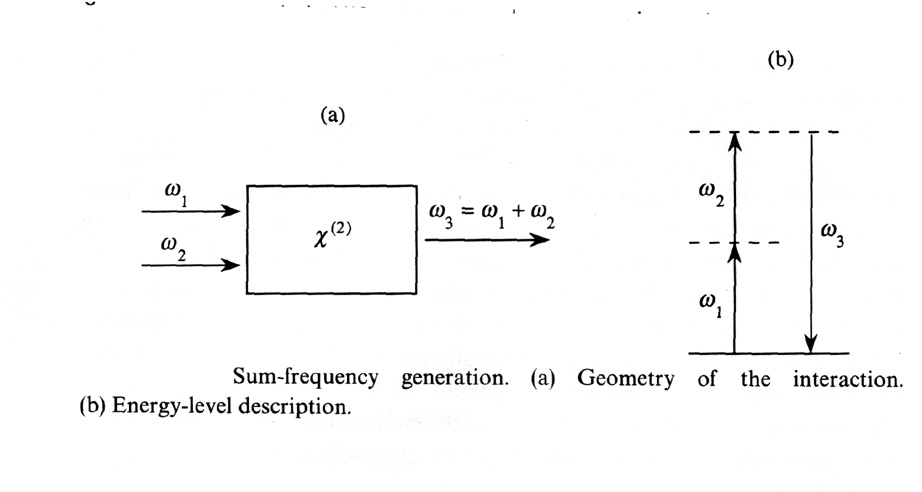 (b)
(a)
ω₁
ω₂
χ⁽²⁾
ω₃ = ω₁ + ω₂
ω₂
ω₁
ω₃
Sum-frequency generation. (a) Geometry of the interaction.
(b) Energy-level description.